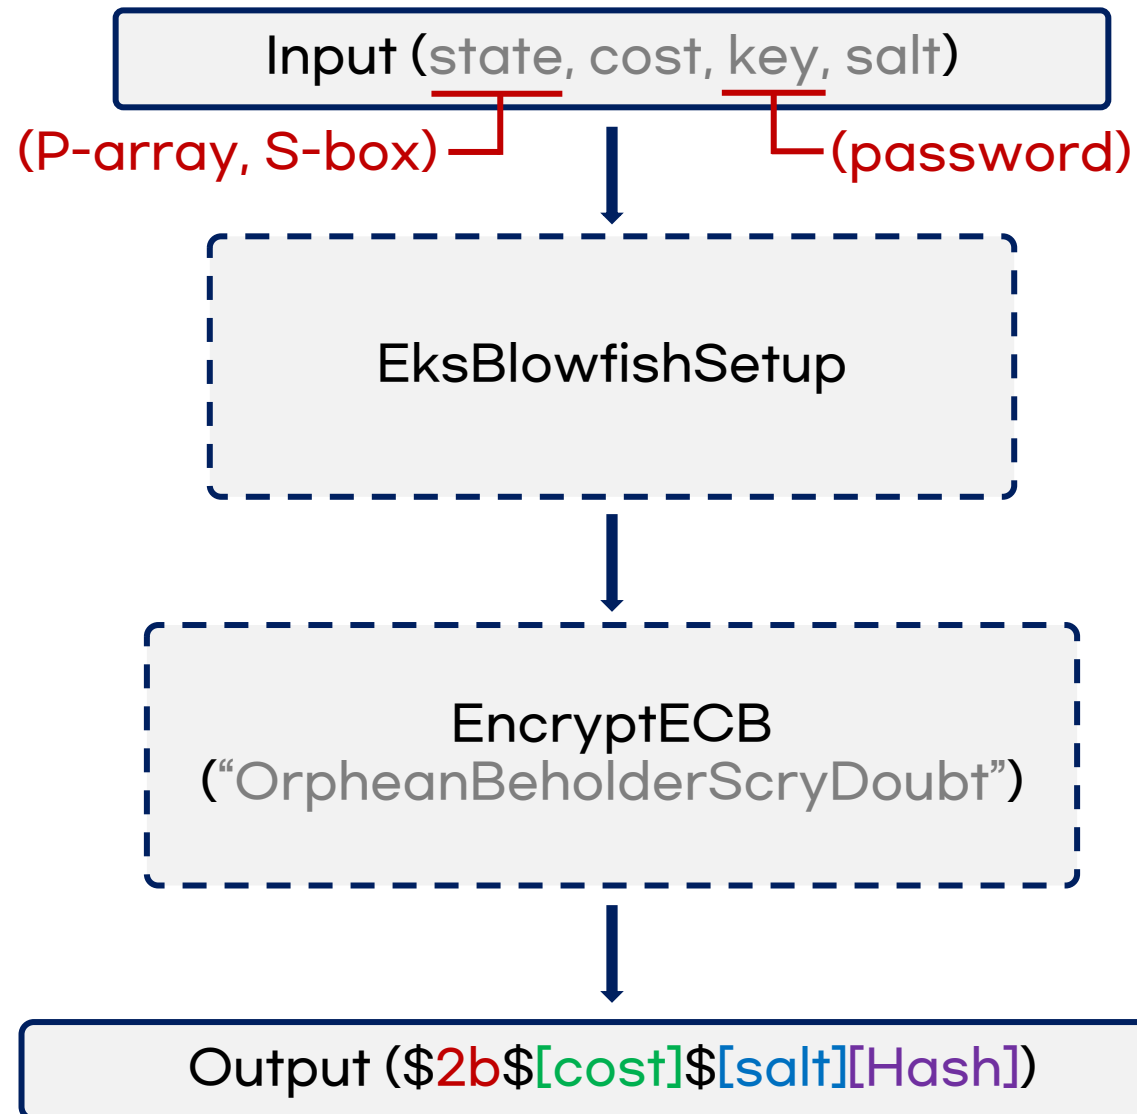 Input (state, cost, key, salt)
(P-array, S-box)
(password)
EksBlowfishSetup
EncryptECB
(“OrpheanBeholderScryDoubt”)
Output ($2b$[cost]$[salt][Hash])